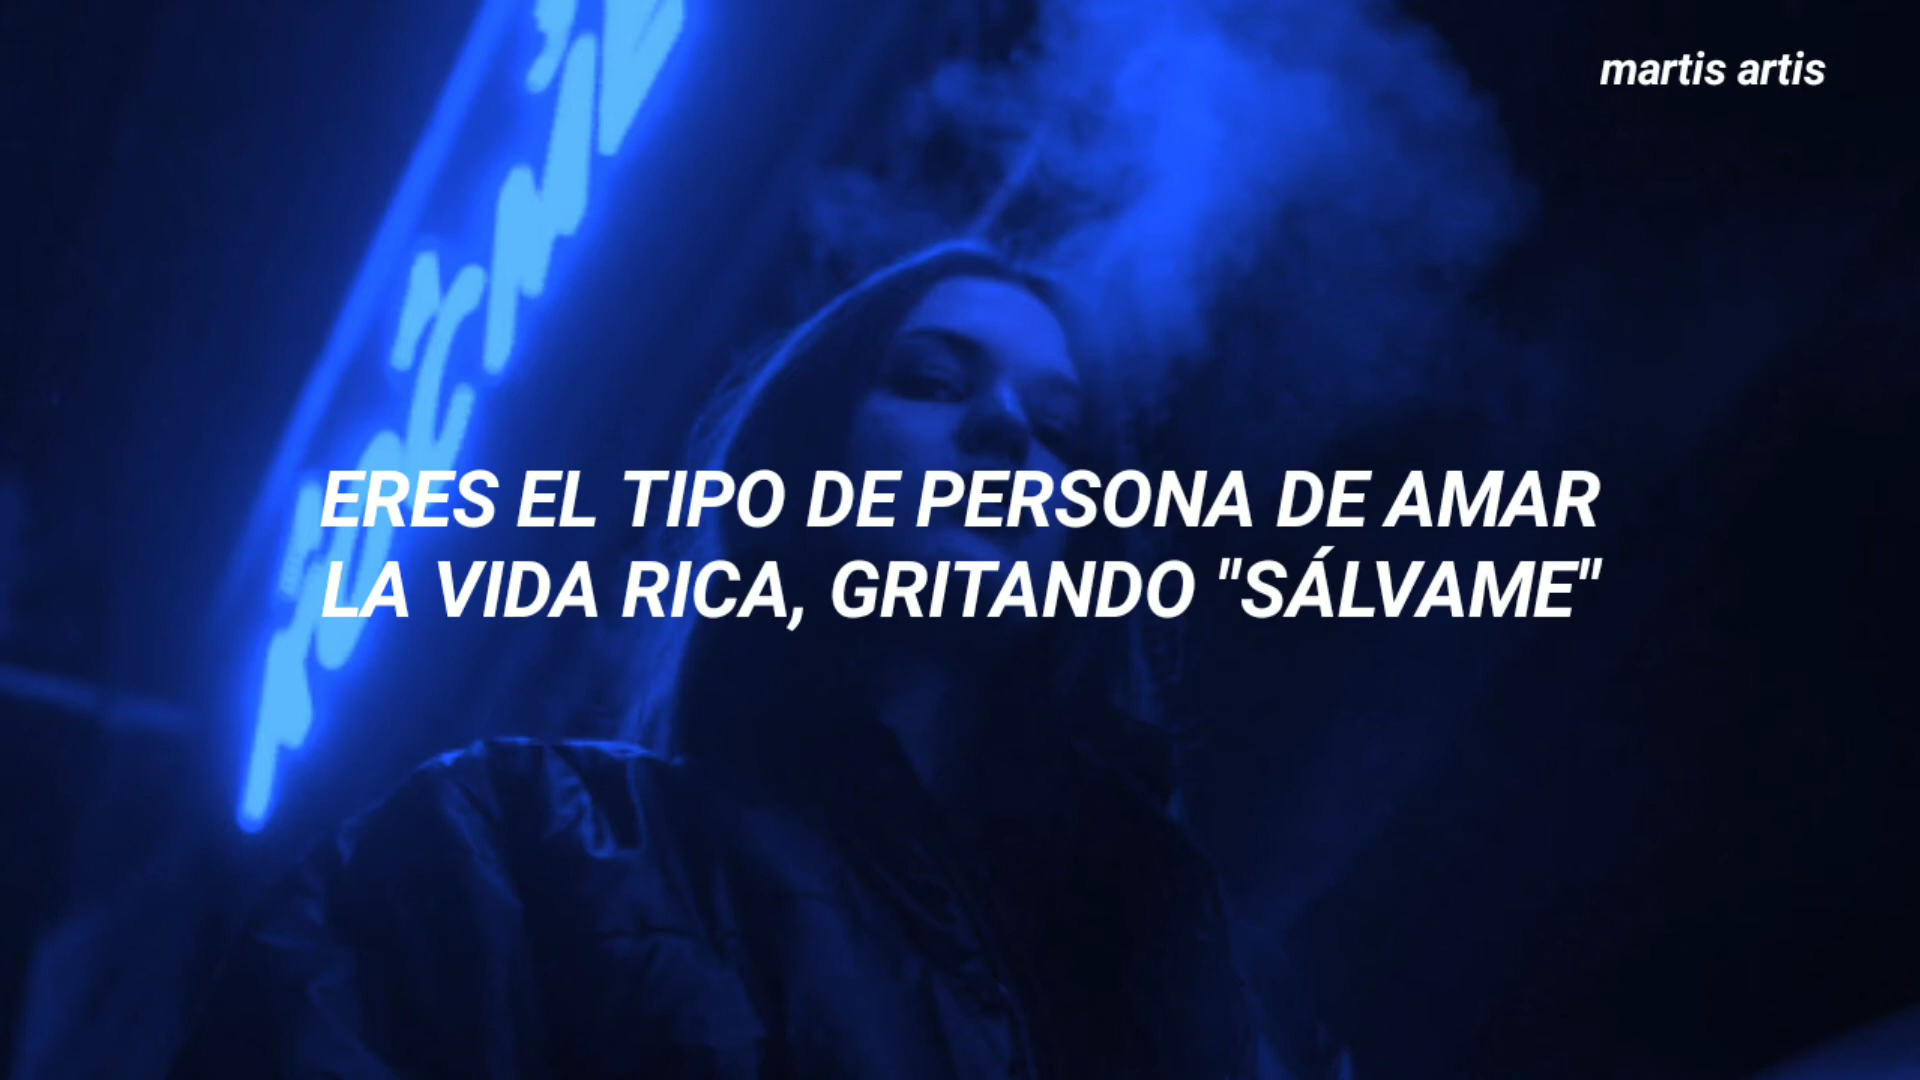 martis artis
ERES EL TIPO DE PERSONA DE AMAR
LA VIDA RICA, GRITANDO "SÁLVAME"